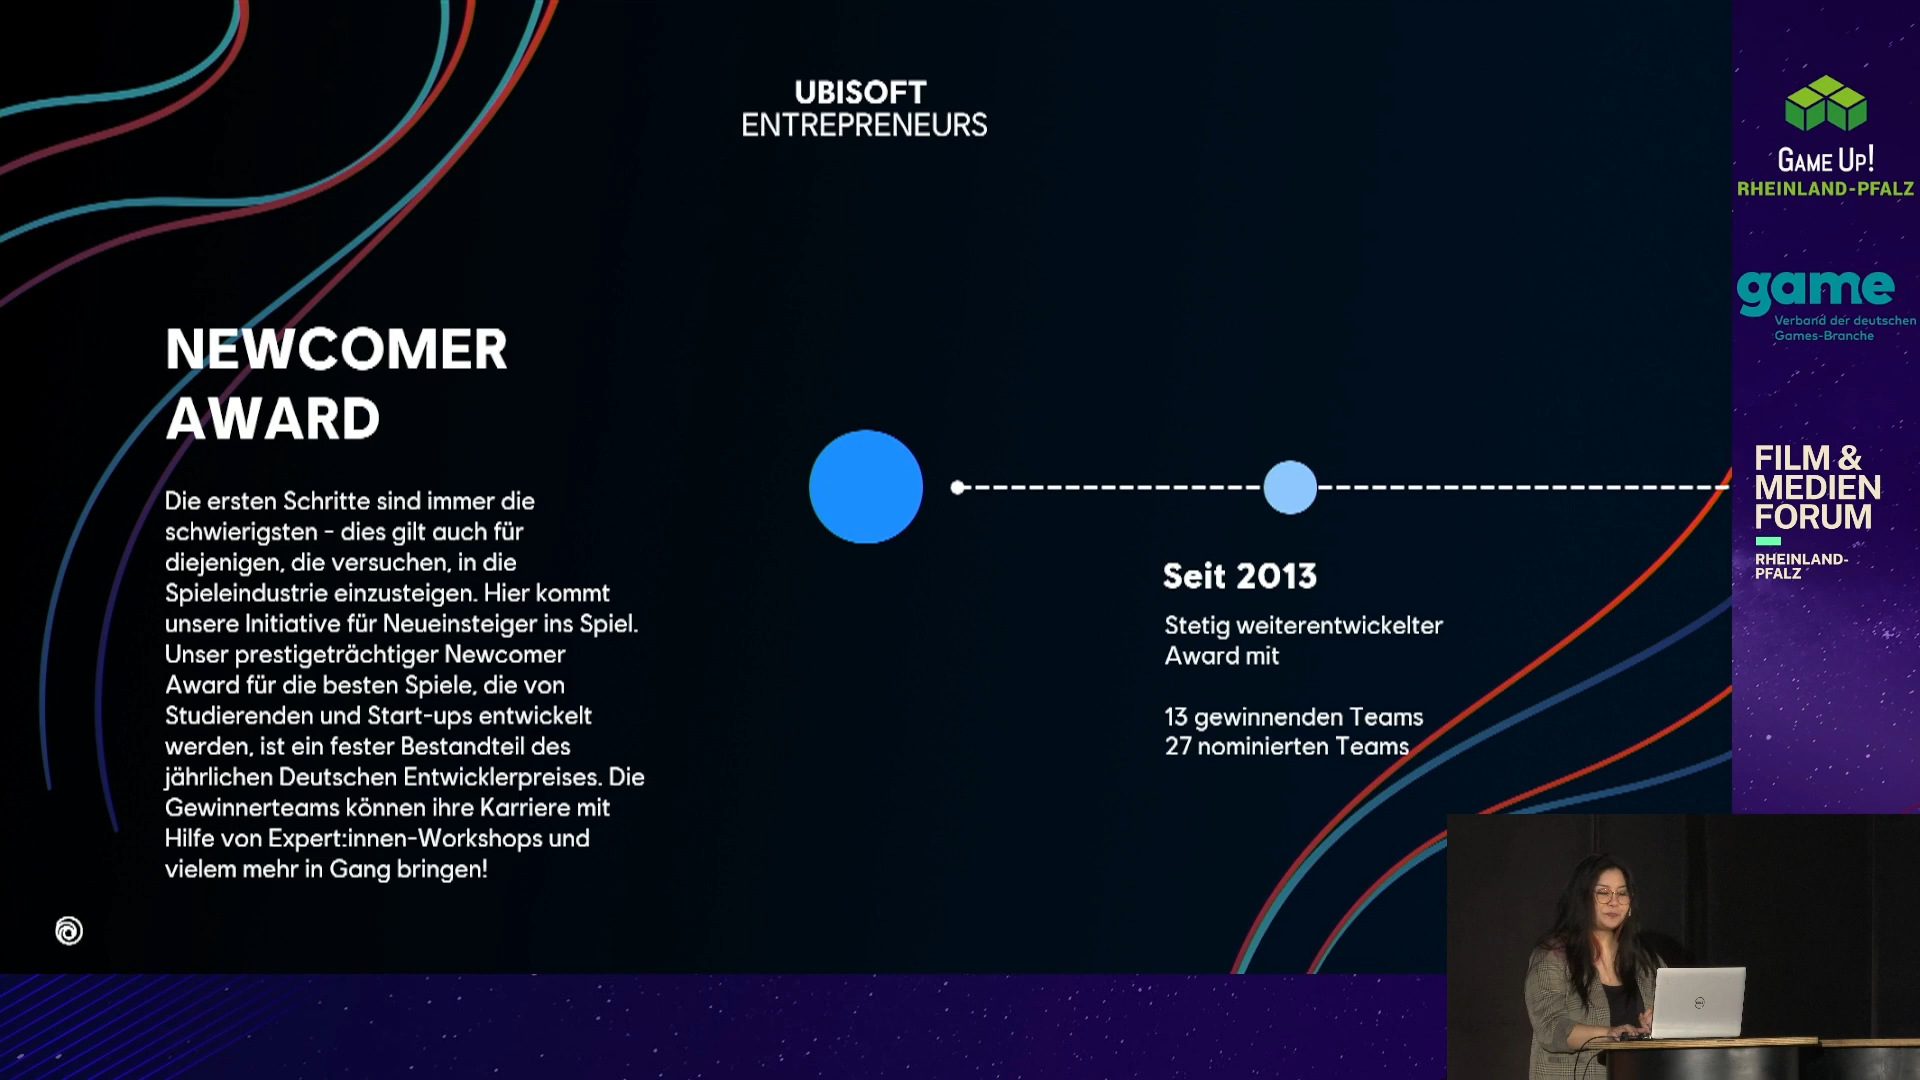 UBISOFT
ENTREPRENEURS
NEWCOMER
AWARD
Die ersten Schritte sind immer die
schwierigsten - dies gilt auch für
diejenigen, die versuchen, in die
Spieleindustrie einzusteigen. Hier kommt
unsere Initiative für Neueinsteiger ins Spiel.
Unser prestigeträchtiger Newcomer
Award für die besten Spiele, die von
Studierenden und Start-ups entwickelt
werden, ist ein fester Bestandteil des
jährlichen Deutschen Entwicklerpreises. Die
Gewinnerteams können ihre Karriere mit
Hilfe von Expert:innen-Workshops und
vielem mehr in Gang bringen!
Seit 2013
Stetig weiterentwickelter
Award mit
13 gewinnenden Teams
27 nominierten Teams
GAME UP!
RHEINLAND-PFALZ
game
Verband der deutschen
Games-Branche
FILM &
MEDIEN
FORUM
RHEINLAND-
PFALZ